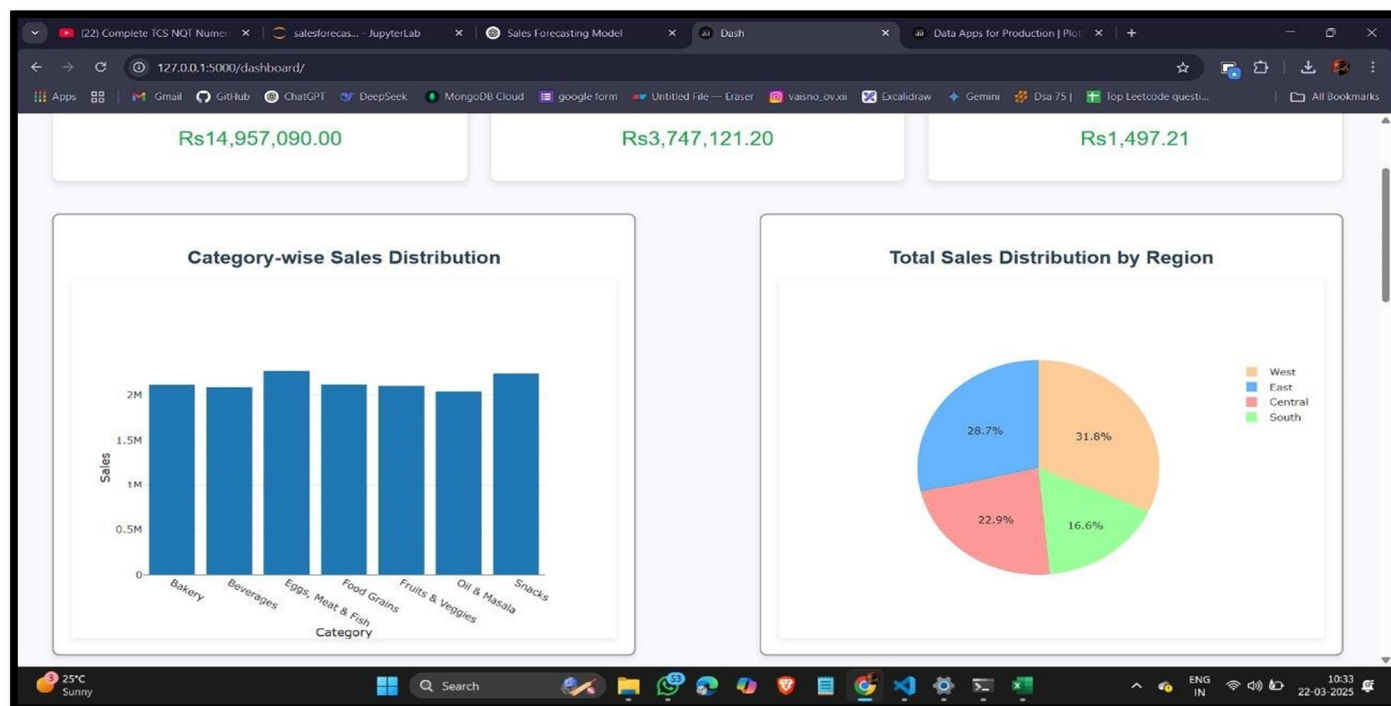 (22) Complete TCS NQT Numer
salesforecas... - JupyterLab
Sales Forecasting Model
Dash
Data Apps for Production | Plot
127.0.0.1:5000/dashboard/
Apps
Gmail
GitHub
ChatGPT
DeepSeek
MongoDB Cloud
google form
Untitled File — Eraser
vaisno_ov.xii
Excalidraw
Gemini
Dsa 75 |
Top Leetcode questi...
All Bookmarks
Rs14,957,090.00
Rs3,747,121.20
Rs1,497.21
Category-wise Sales Distribution
2M
1.5M
1M
0.5M
0
Sales
Bakery
Beverages
Eggs, Meat & Fish
Food Grains
Fruits & Veggies
Oil & Masala
Snacks
Category
Total Sales Distribution by Region
28.7%
31.8%
22.9%
16.6%
West
East
Central
South
3
25°C
Sunny
Search
53
ENG
IN
10:33
22-03-2025